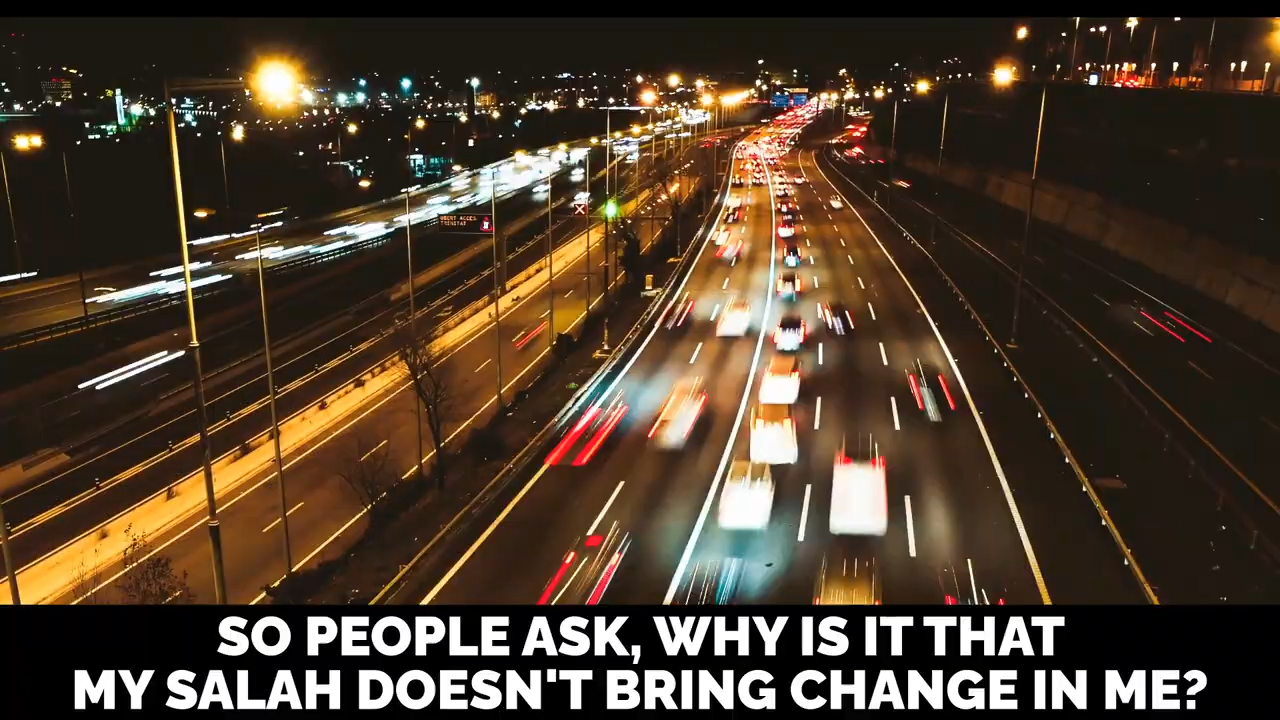 SO PEOPLE ASK, WHY IS IT THAT
MY SALAH DOESN'T BRING CHANGE IN ME?